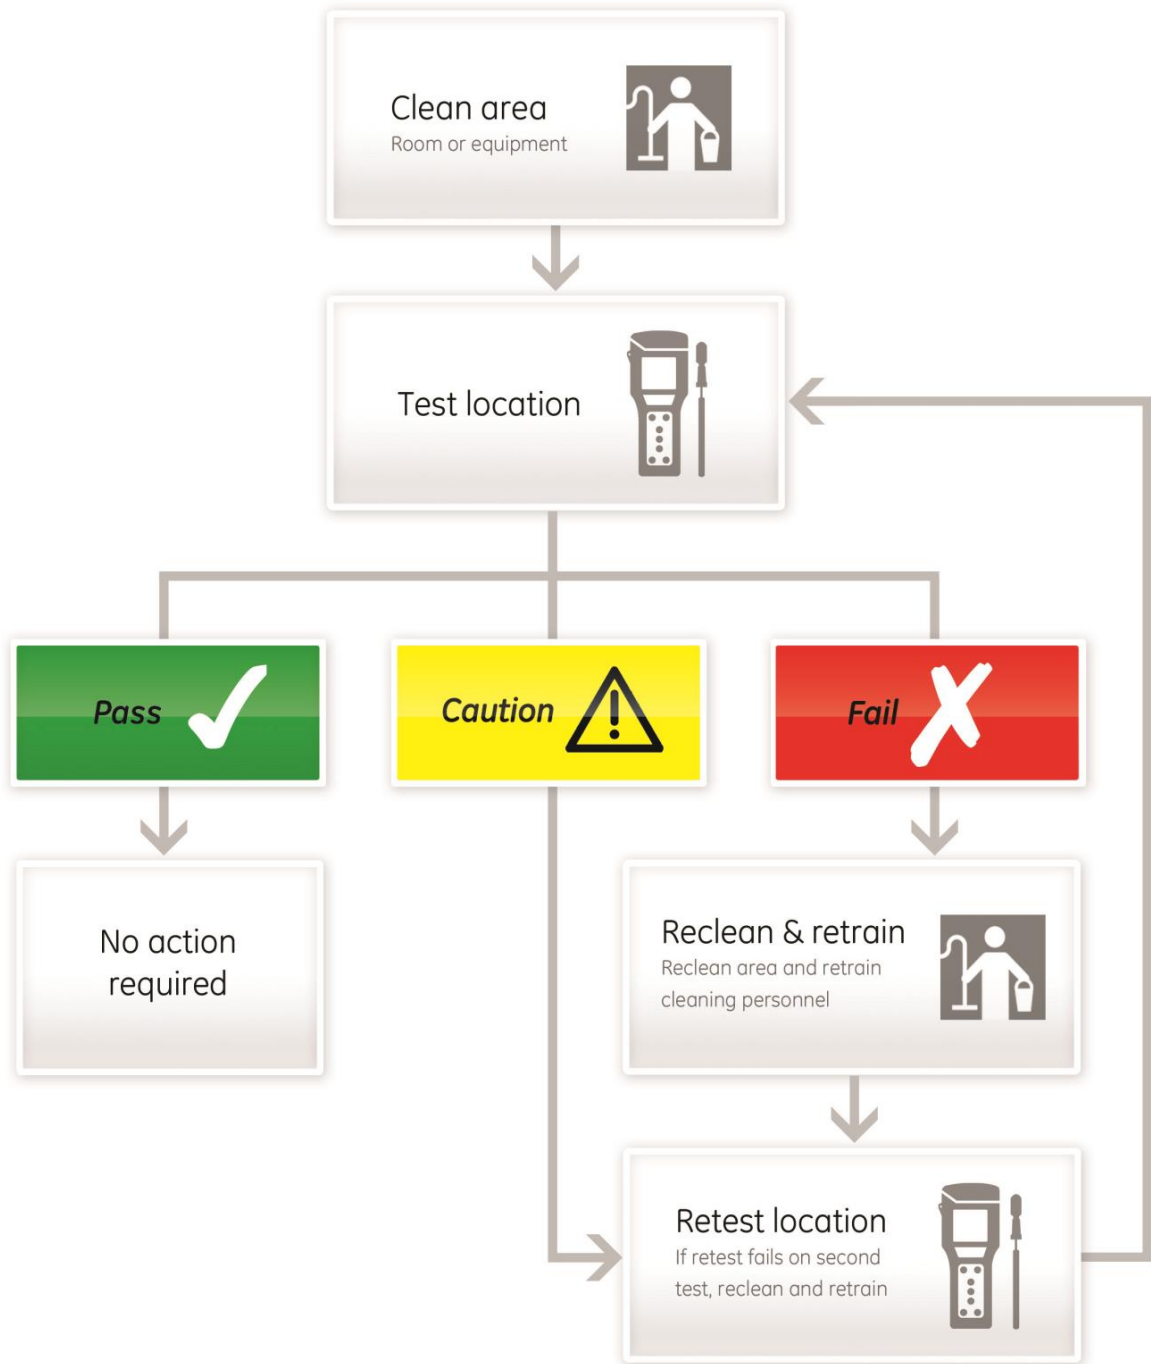 Clean area
Room or equipment
Test location
Pass
Caution
Fail
No action
required
Reclean & retrain
Reclean area and retrain
cleaning personnel
Retest location
If retest fails on second
test, reclean and retrain